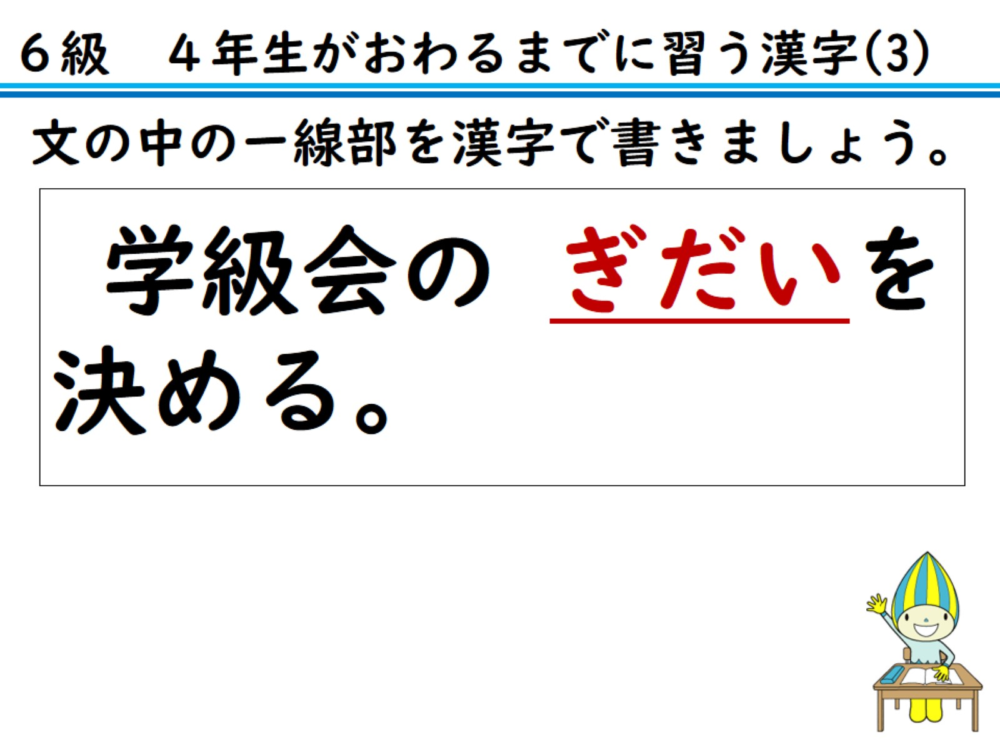 ６級　４年生がおわるまでに習う漢字(3)
文の中の一線部を漢字で書きましょう。
学級会の ぎだいを
決める。